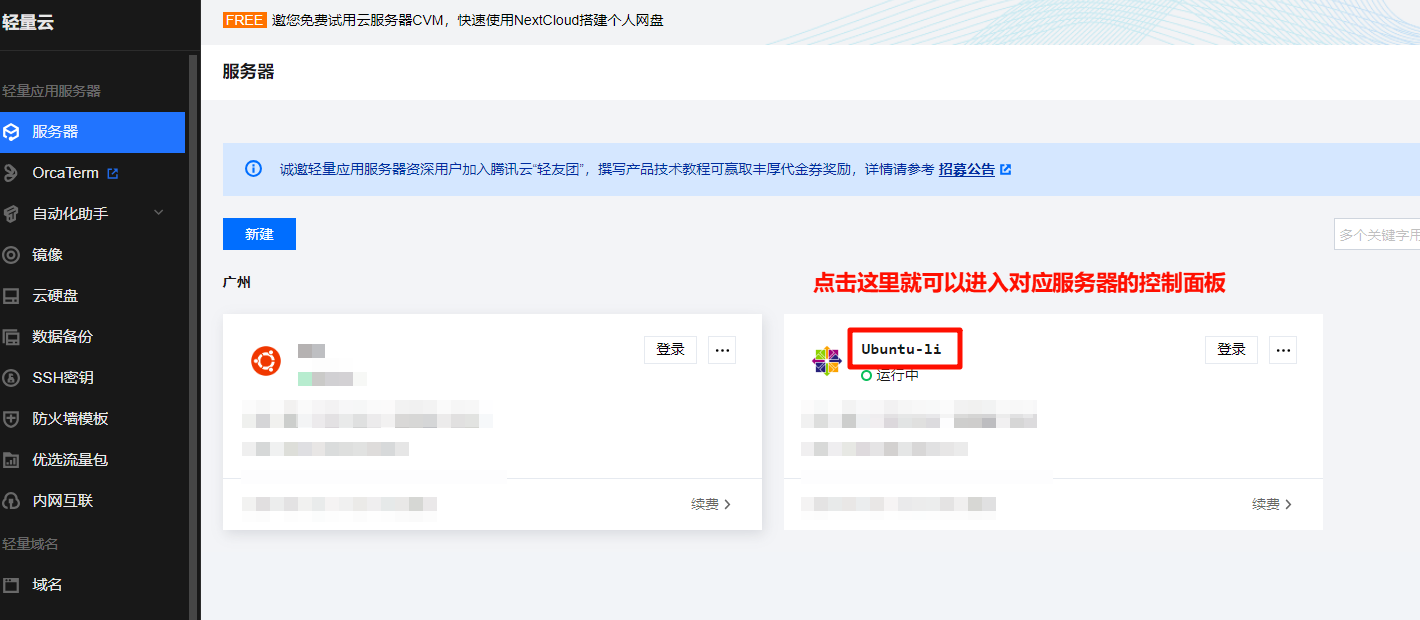 轻量云
轻量应用服务器
服务器
OrcaTerm
自动化助手
镜像
云硬盘
数据备份
SSH密钥
防火墙模板
优选流量包
内网互联
轻量域名
域名
FREE 邀您免费试用云服务器CVM，快速使用NextCloud搭建个人网盘
服务器
诚邀轻量应用服务器资深用户加入腾讯云“轻友团”，撰写产品技术教程可赢取丰厚代金券奖励，详情请参考 招募公告
新建
多个关键字用
广州
点击这里就可以进入对应服务器的控制面板
登录 ...
续费
Ubuntu-li
登录 ...
运行中
续费